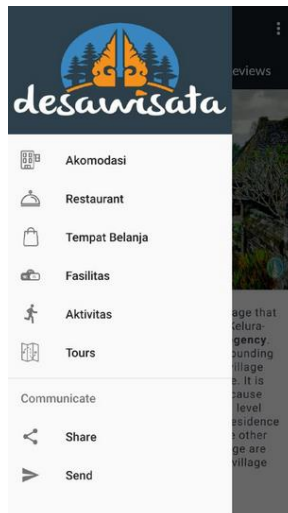 desawisata
eviews
Akomodasi
Restaurant
Tempat Belanja
Fasilitas
Aktivitas
Tours
Communicate
Share
Send
age that
Kelura-
gency.
ounding
village
e. It is
cause
level
esidence
e other
ge are
village